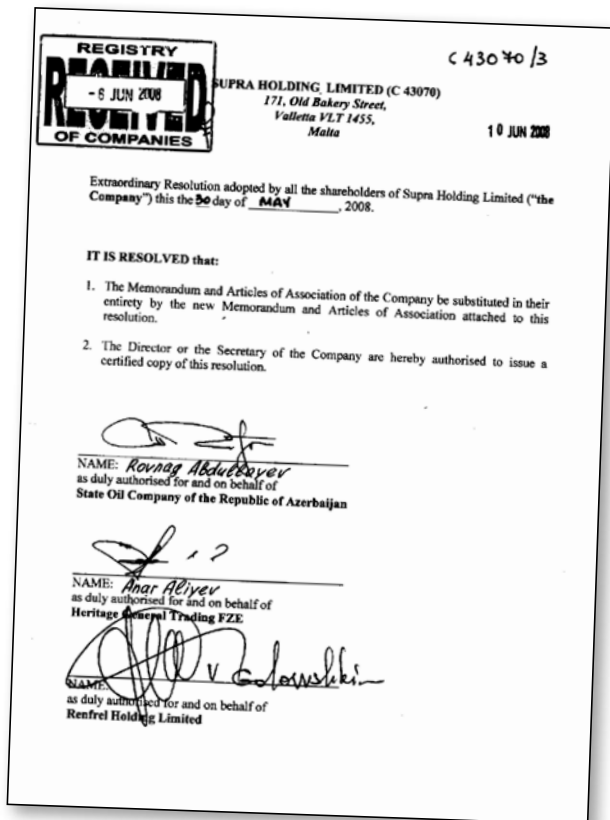 C 43070/3
REGISTRY
RECEIVED
- 6 JUN 2008
OF COMPANIES
SUPRA HOLDING LIMITED (C 43070)
171, Old Bakery Street,
Valletta VLT 1455,
Malta
10 JUN 2008
Extraordinary Resolution adopted by all the shareholders of Supra Holding Limited ("the
Company") this the 30 day of MAY, 2008.
IT IS RESOLVED that:
1. The Memorandum and Articles of Association of the Company be substituted in their
entirety by the new Memorandum and Articles of Association attached to this
resolution.
2. The Director or the Secretary of the Company are hereby authorised to issue a
certified copy of this resolution.
NAME: Rovnag Abdullayev
as duly authorised for and on behalf of
State Oil Company of the Republic of Azerbaijan
NAME: Anar Aliyev
as duly authorised for and on behalf of
Heritage General Trading FZE
NAME:
as duly authorised for and on behalf of
Renfrel Holding Limited